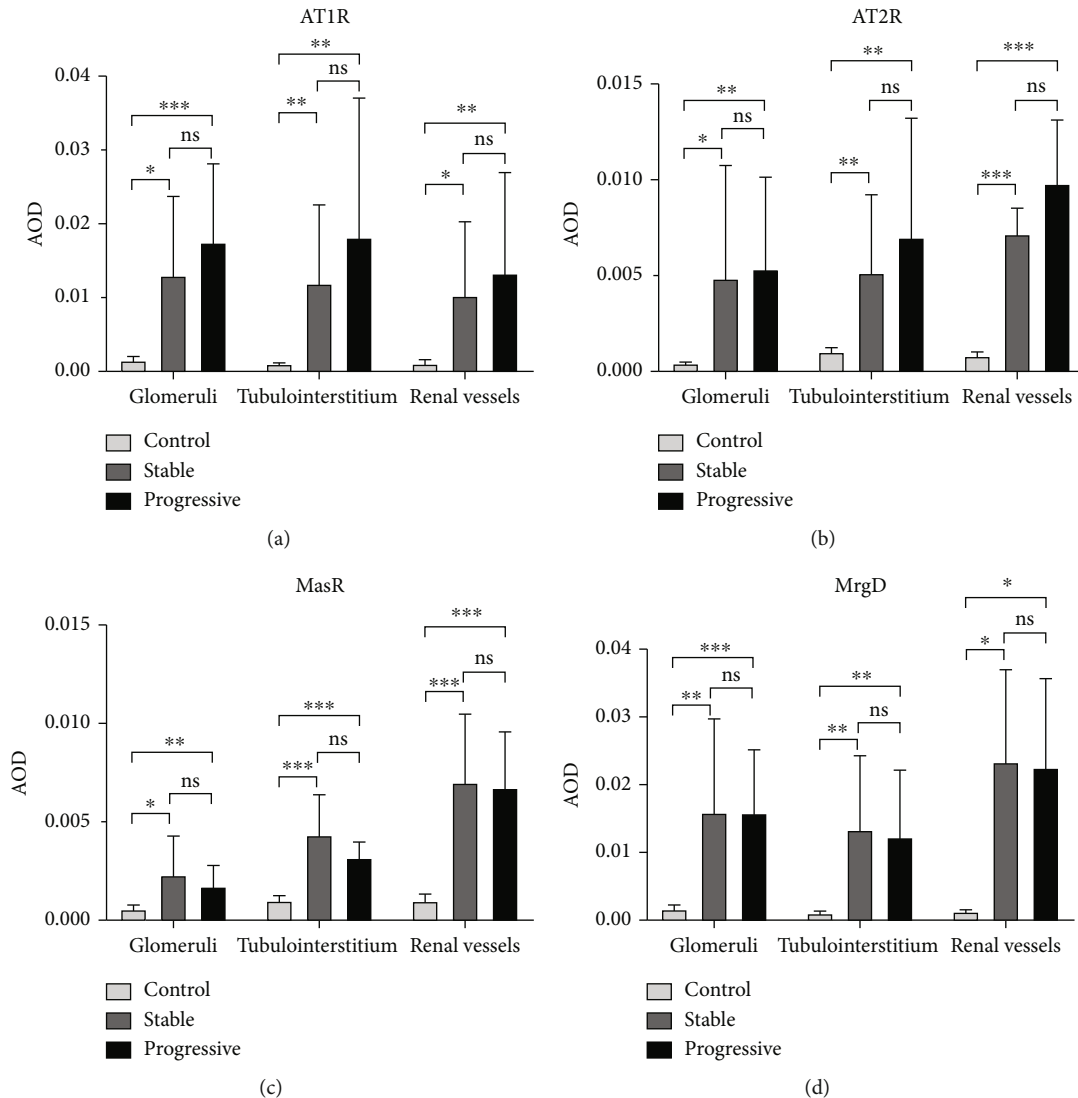 AT1R
AOD
0.04
0.03
0.02
0.01
0.00
*
***
ns
**
**
ns
*
**
ns
Glomeruli Tubulointerstitium Renal vessels
Control
Stable
Progressive
(a)
AT2R
AOD
0.015
0.010
0.005
0.000
*
**
ns
**
**
ns
***
***
ns
Glomeruli Tubulointerstitium Renal vessels
Control
Stable
Progressive
(b)
MasR
AOD
0.015
0.010
0.005
0.000
*
**
ns
***
***
ns
***
***
ns
Glomeruli Tubulointerstitium Renal vessels
Control
Stable
Progressive
(c)
MrgD
AOD
0.04
0.03
0.02
0.01
0.00
**
***
ns
**
**
ns
*
*
ns
Glomeruli Tubulointerstitium Renal vessels
Control
Stable
Progressive
(d)